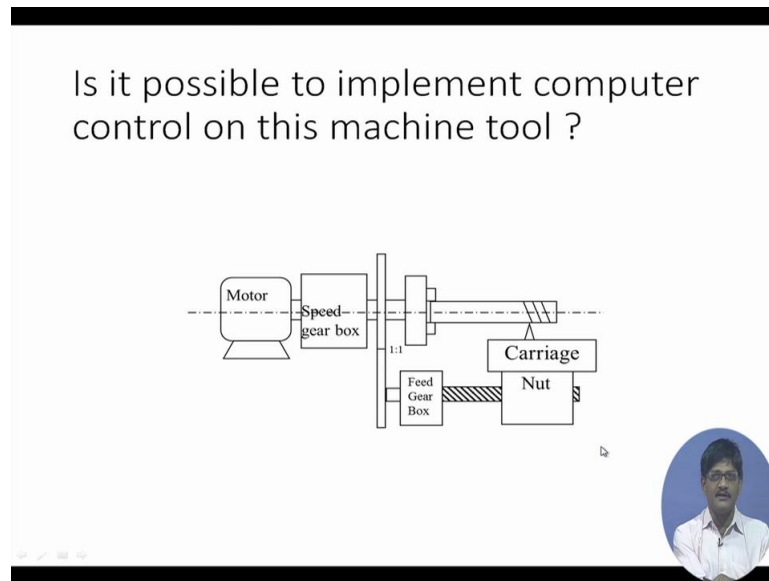 Is it possible to implement computer
control on this machine tool ?
Motor
Speed
gear box
1:1
Carriage
Feed
Gear
Box
Nut